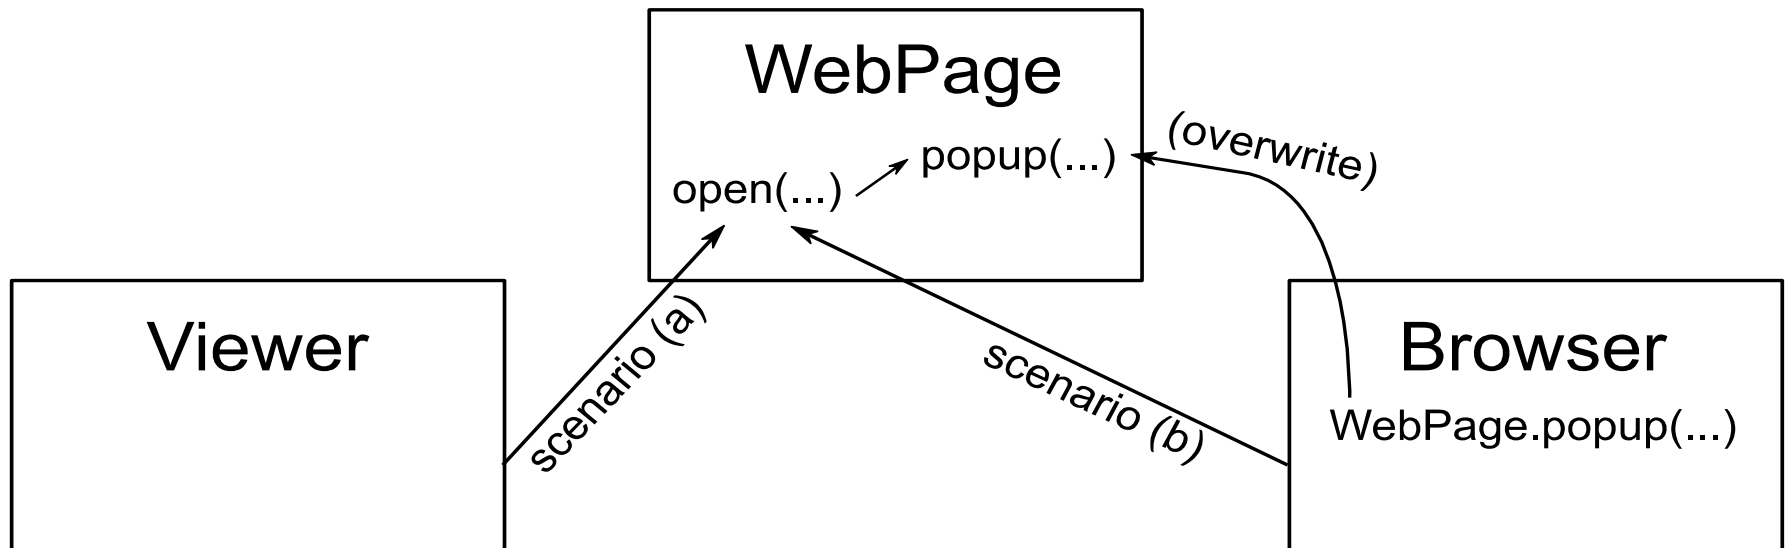 WebPage
(overwrite)
popup(...)
open(...)
Viewer
scenario (a)
scenario (b)
Browser
WebPage.popup(...)